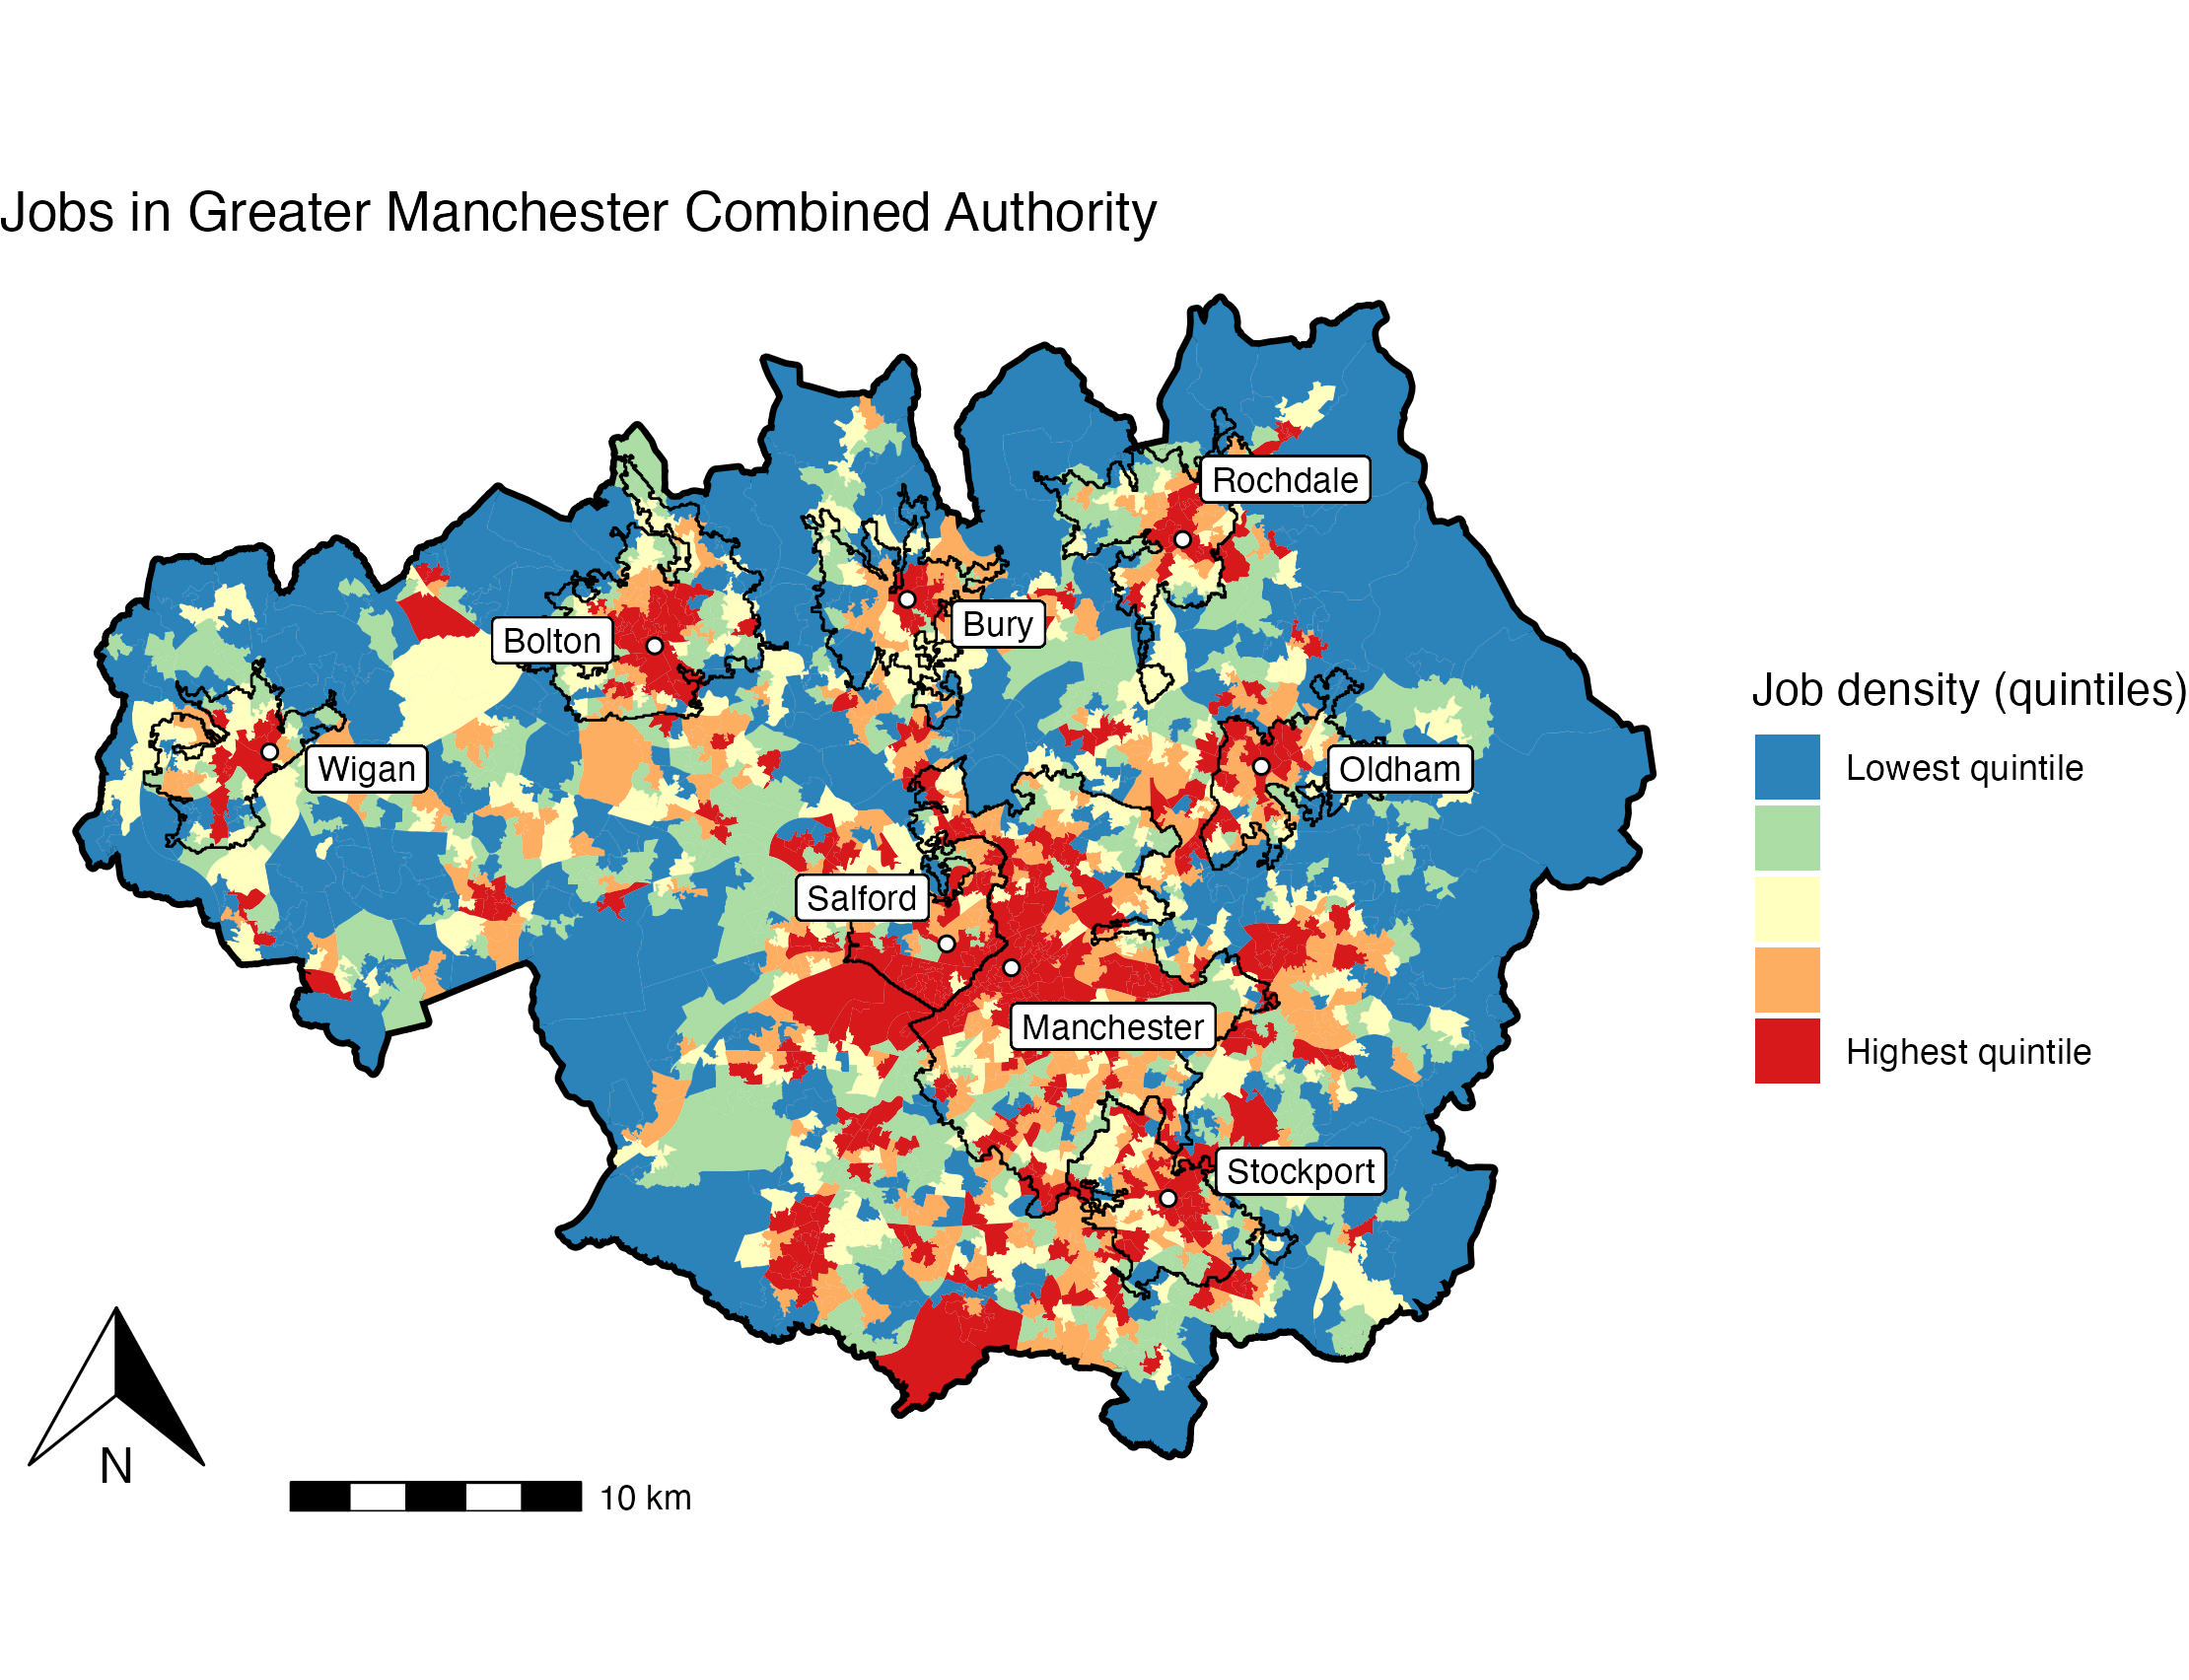 Jobs in Greater Manchester Combined Authority
Rochdale
Bolton
Bury
Wigan
Oldham
Salford
Manchester
Stockport
Job density (quintiles)
Lowest quintile
Highest quintile
N
10 km